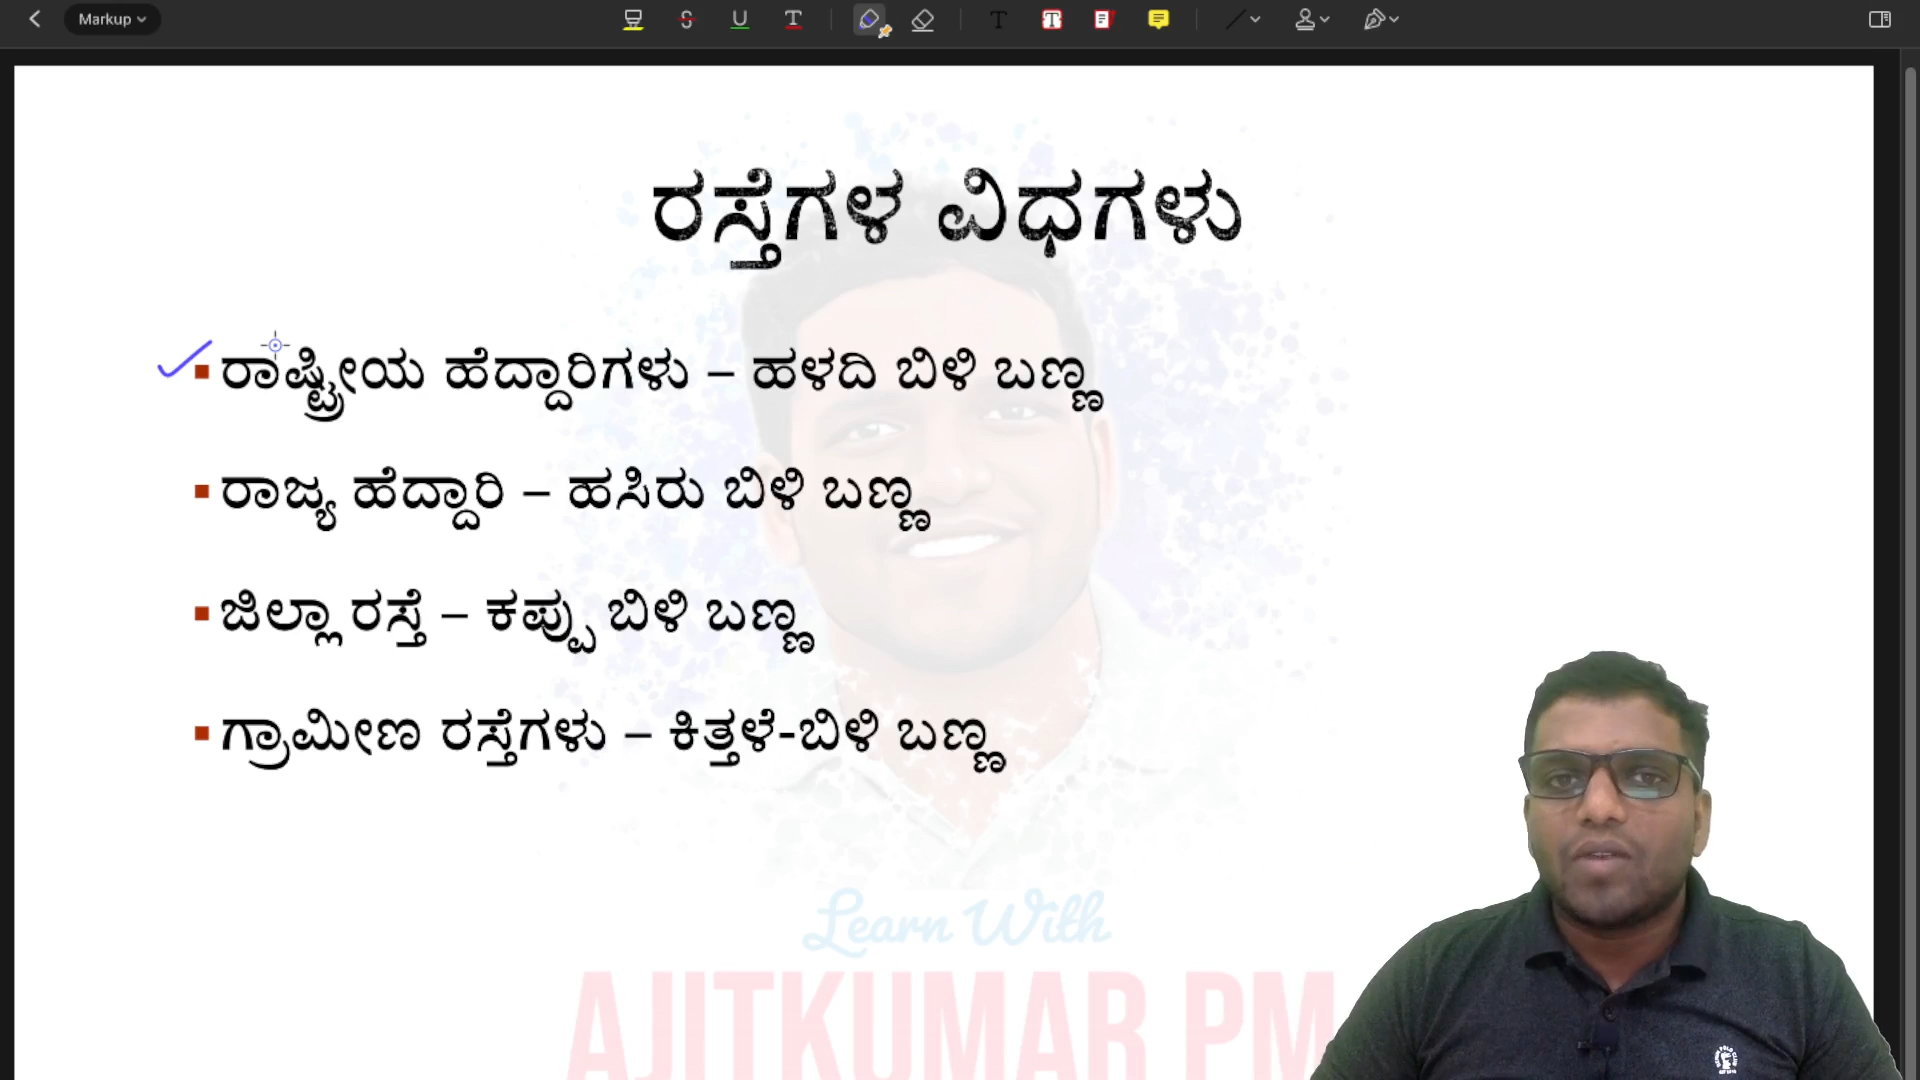 Markup
ರಸ್ತೆಗಳ ವಿಧಗಳು
ರಾಷ್ಟ್ರೀಯ ಹೆದ್ದಾರಿಗಳು – ಹಳದಿ ಬಿಳಿ ಬಣ್ಣ
ರಾಜ್ಯ ಹೆದ್ದಾರಿ – ಹಸಿರು ಬಿಳಿ ಬಣ್ಣ
ಜಿಲ್ಲಾ ರಸ್ತೆ – ಕಪ್ಪು ಬಿಳಿ ಬಣ್ಣ
ಗ್ರಾಮೀಣ ರಸ್ತೆಗಳು – ಕಿತ್ತಳೆ-ಬಿಳಿ ಬಣ್ಣ
Learn With
AJITKUMAR PM